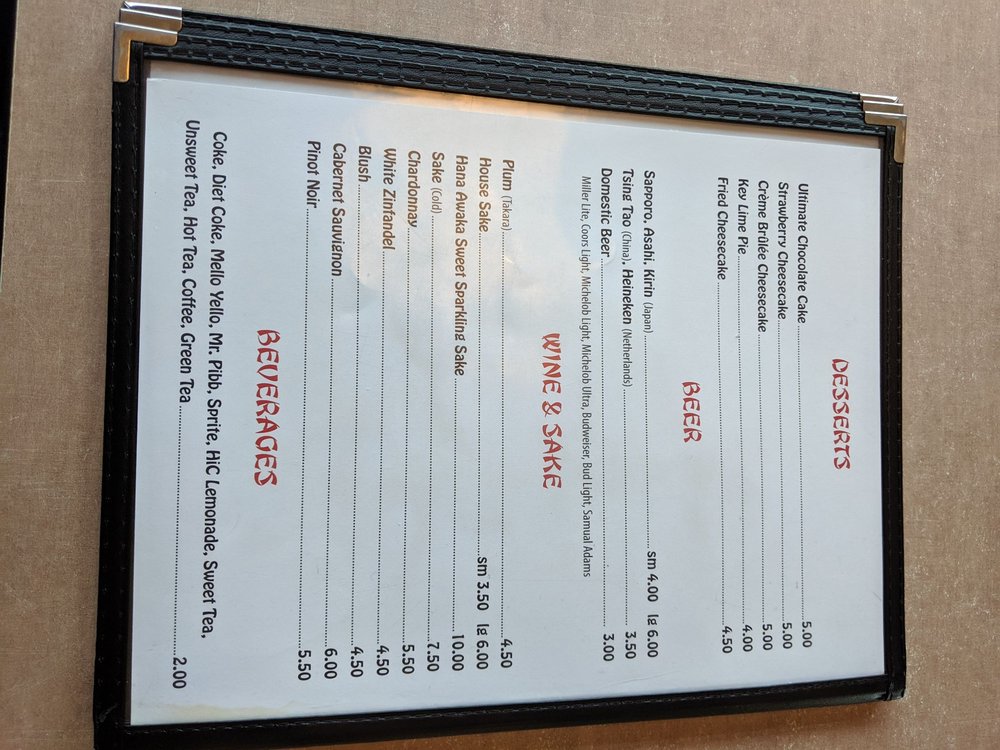 DESSERTS
Ultimate Chocolate Cake 5.00
Strawberry Cheesecake 5.00
Crème Brûlée Cheesecake 5.00
Key Lime Pie 4.00
Fried Cheesecake 4.50
BEER
Sapporo, Asahi, Kirin (Japan) sm 4.00 lg 6.00
Tsing Tao (China), Heineken (Netherlands) 3.50
Domestic Beer 3.00
Miller Lite, Coors Light, Michelob Light, Michelob Ultra, Budweiser, Bud Light, Samual Adams
WINE & SAKE
Plum (Takara) 4.50
House Sake sm 3.50 lg 6.00
Hana Awaka Sweet Sparkling Sake 10.00
Sake (Cold) 7.50
Chardonnay 5.50
White Zinfandel 4.50
Blush 4.50
Cabernet Sauvignon 6.00
Pinot Noir 5.50
BEVERAGES
Coke, Diet Coke, Mello Yello, Mr. Pibb, Sprite, HiC Lemonade, Sweet Tea,
Unsweet Tea, Hot Tea, Coffee, Green Tea 2.00